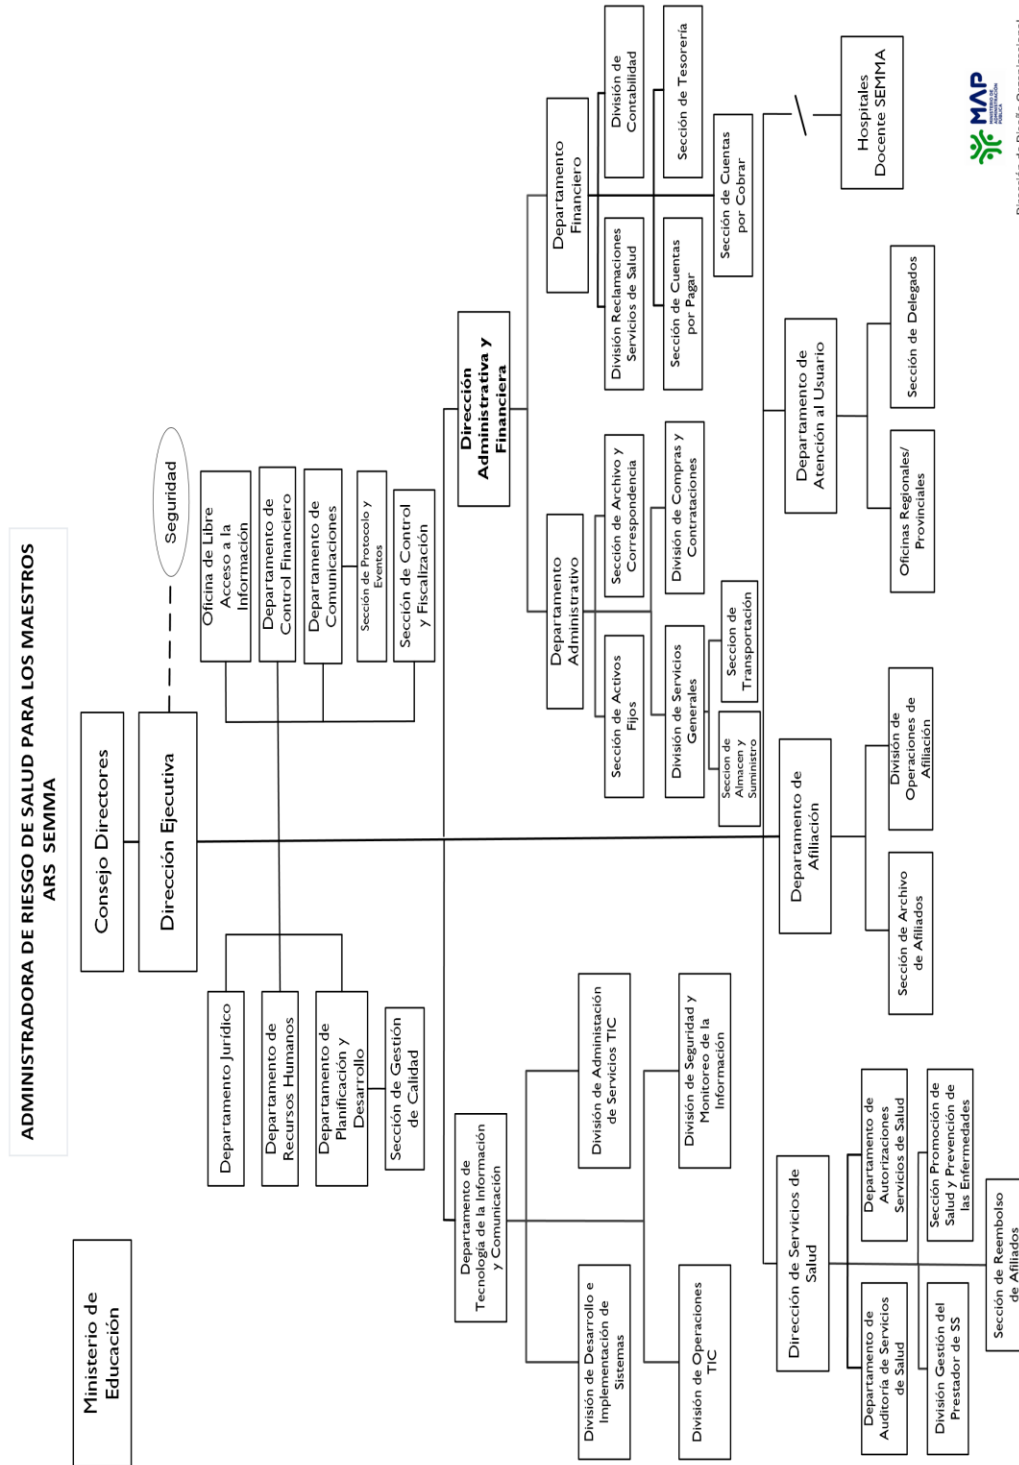 ADMINISTRADORA DE RIESGO DE SALUD PARA LOS MAESTROS
ARS SEMMA
Ministerio de
Educación
Consejo Directores
Dirección Ejecutiva
Seguridad
Departamento Jurídico
Departamento de
Recursos Humanos
Departamento de
Planificación y
Desarrollo
Sección de Gestión
de Calidad
Oficina de Libre
Acceso a la
Información
Departamento de
Control Financiero
Departamento de
Comunicaciones
Sección de Protocolo y
Eventos
Sección de Control
y Fiscalización
Departamento de
Tecnología de la Información
y Comunicación
División de Desarrollo e
Implementación de
Sistemas
División de Administración
de Servicios TIC
División de Operaciones
TIC
División de Seguridad y
Monitoreo de la
Información
Dirección
Administrativa y
Financiera
Departamento
Administrativo
Sección de Activos
Fijos
Sección de Archivo y
Correspondencia
División de Servicios
Generales
División de Compras y
Contrataciones
Seccion de
Almacen y
Suministro
Seccion de
Transportación
Departamento
Financiero
División Reclamaciones
Servicios de Salud
División de
Contabilidad
Sección de Cuentas
por Pagar
Sección de Tesorería
Sección de Cuentas
por Cobrar
Dirección de Servicios de
Salud
Departamento de
Auditoría de Servicios
de Salud
Departamento de
Autorizaciones
Servicios de Salud
División Gestión del
Prestador de SS
Sección Promoción de
Salud y Prevención de
las Enfermedades
Sección de Reembolso
de Afiliados
Departamento de
Afiliación
Sección de Archivo
de Afiliados
División de
Operaciones de
Afiliación
Departamento de
Atención al Usuario
Oficinas Regionales/
Provinciales
Sección de Delegados
Hospitales
Docente SEMMA
MAP
MINISTERIO DE
ADMINISTRACIÓN
PÚBLICA